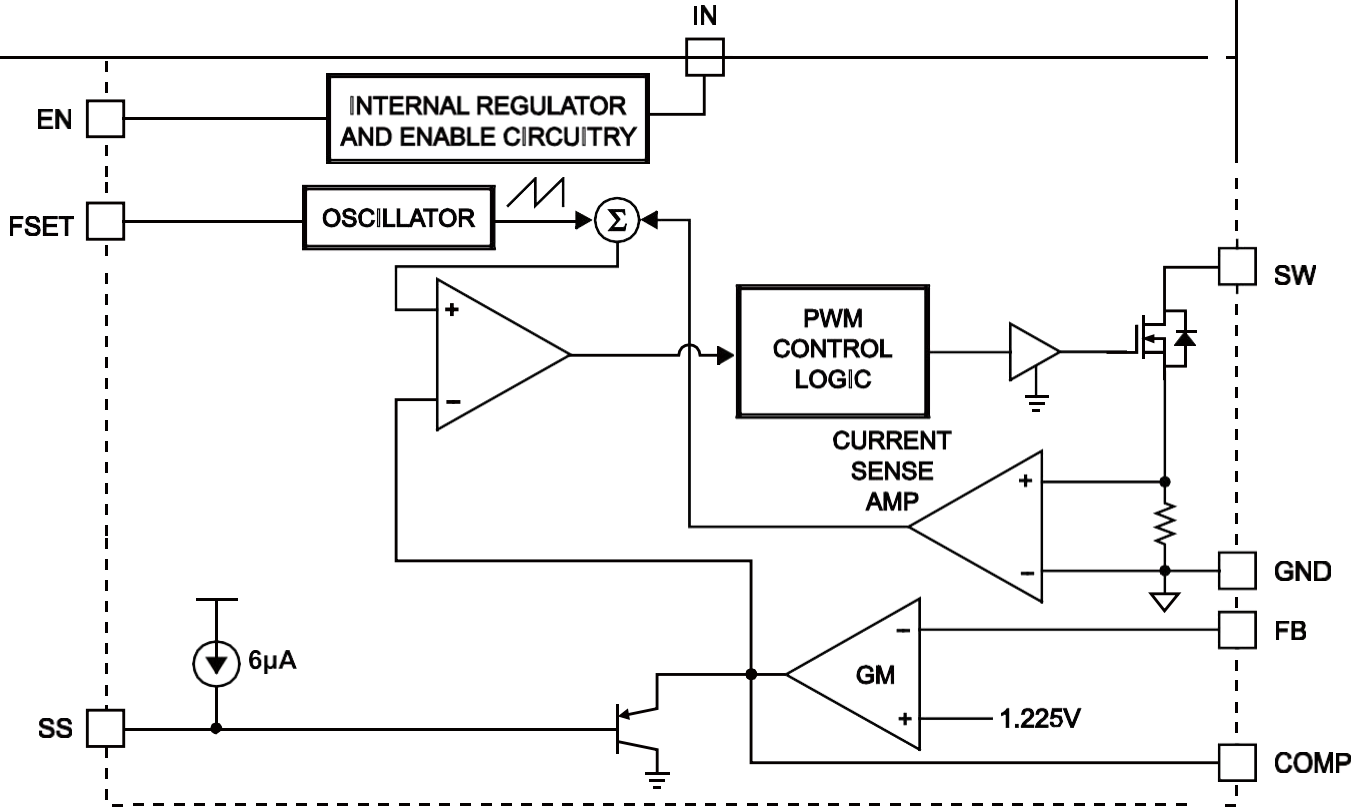 IN
EN
INTERNAL REGULATOR
AND ENABLE CIRCUITRY
FSET
OSCILLATOR
Σ
SW
+
PWM
CONTROL
LOGIC
−
CURRENT
SENSE
AMP
+
−
GND
−
FB
6µA
GM
SS
+
1.225V
COMP